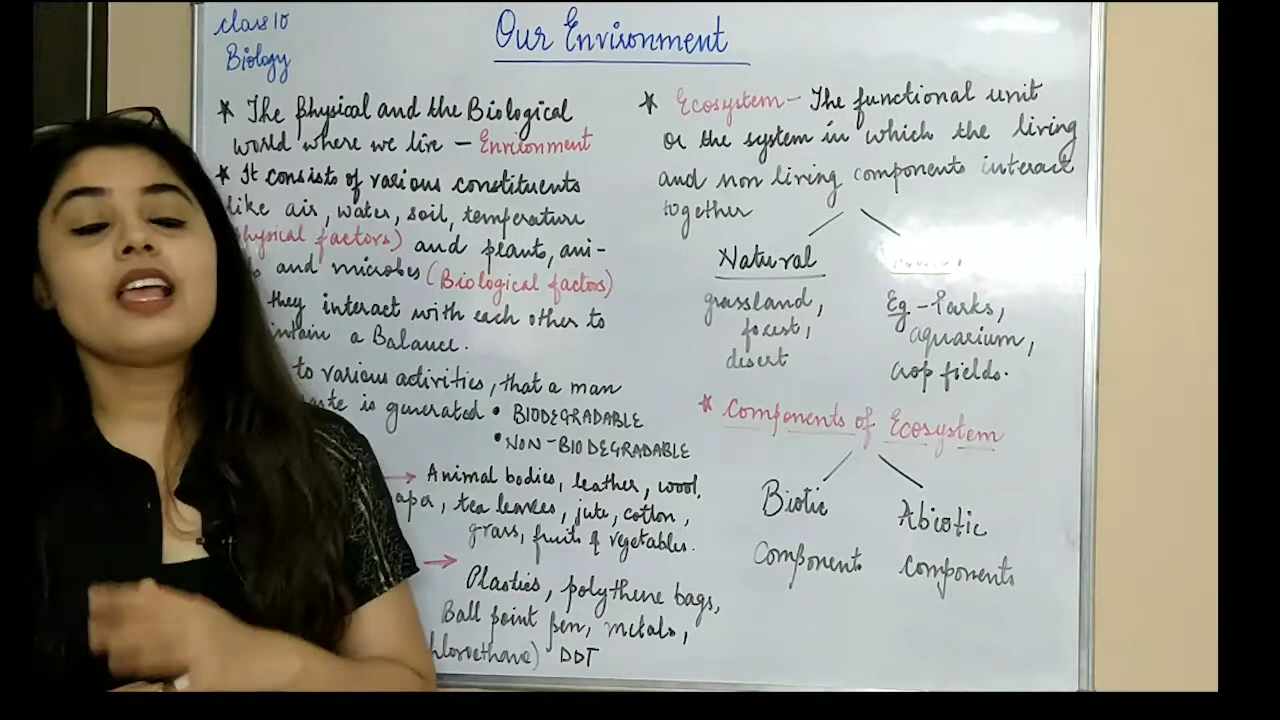 class 10
Biology
Our Environment
* The Physical and the Biological
world where we live – Environment
* It consists of various constituents
like air, water, soil, temperature
physical factors) and plants, ani-
and microbes (Biological factors)
they interact with each other to
a Balance.
to various activities, that a man
is generated • BIODEGRADABLE
• NON-BIODEGRADABLE
→ Animal bodies, leather, wool,
tea leaves, jute, cotton,
grass, fruits & vegetables.
→ Plastics, polythene bags,
Ball point pen, metals,
DDT
* Ecosystem – The functional unit
or the system in which the living
and non living components interact
together
Natural
grassland,
forest,
desert
Eg – Parks,
aquarium,
crop fields.
* Components of Ecosystem
Biotic
Component
Abiotic
components